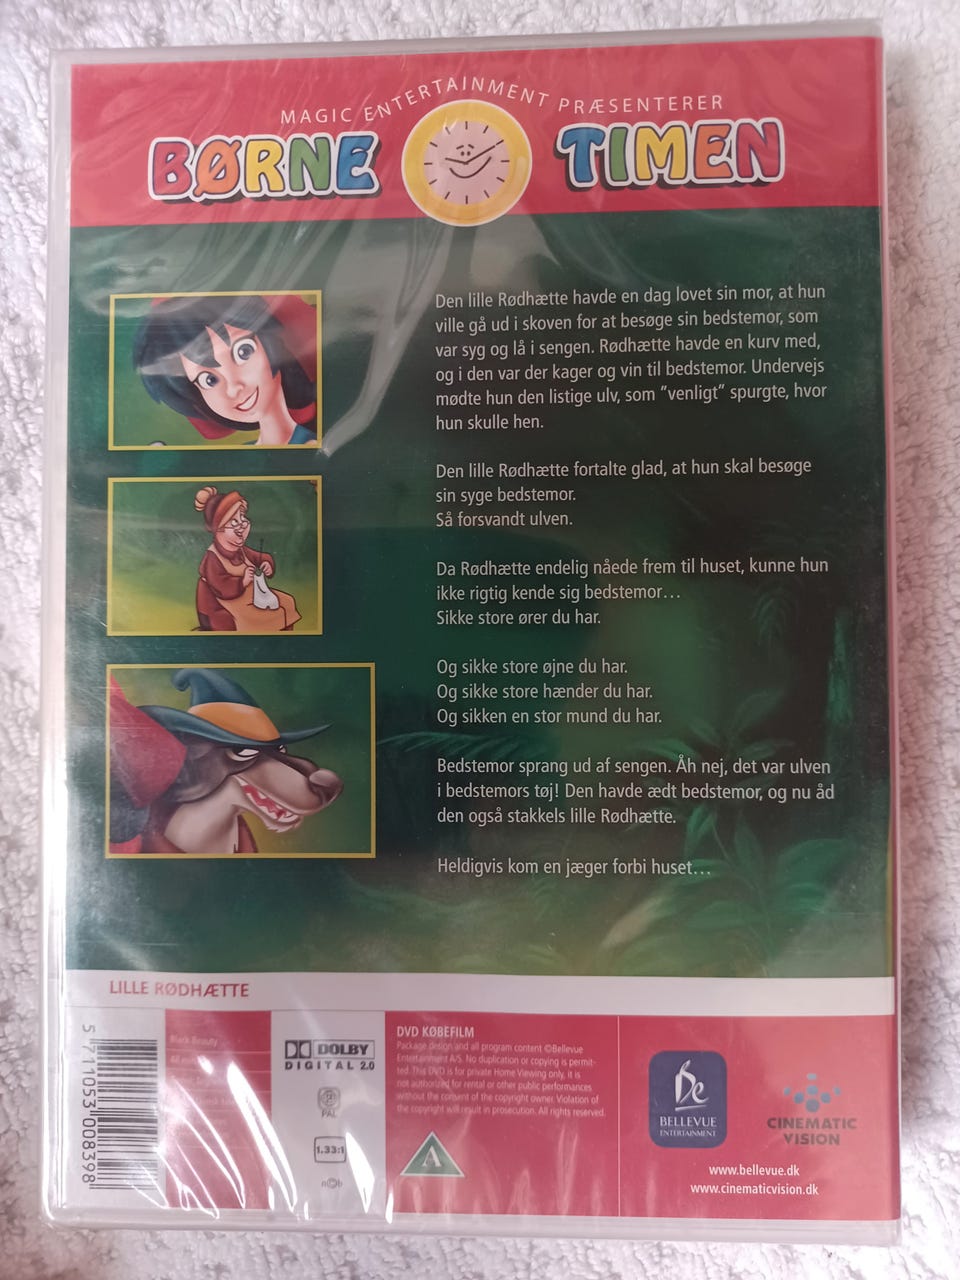 MAGIC ENTERTAINMENT PRÆSENTERER
BØRNE TIMEN
Den lille Rødhætte havde en dag lovet sin mor, at hun
ville gå ud i skoven for at besøge sin bedstemor, som
var syg og lå i sengen. Rødhætte havde en kurv med,
og i den var der kager og vin til bedstemor. Undervejs
mødte hun den listige ulv, som ”venligt” spurgte, hvor
hun skulle hen.
Den lille Rødhætte fortalte glad, at hun skal besøge
sin syge bedstemor.
Så forsvandt ulven.
Da Rødhætte endelig nåede frem til huset, kunne hun
ikke rigtig kende sig bedstemor...
Sikke store ører du har.
Og sikke store øjne du har.
Og sikke store hænder du har.
Og sikken en stor mund du har.
Bedstemor sprang ud af sengen. Åh nej, det var ulven
i bedstemors tøj! Den havde ædt bedstemor, og nu åd
den også stakkels lille Rødhætte.
Heldigvis kom en jæger forbi huset...
LILLE RØDHÆTTE
5 711053 008398
Black Beauty
DOLBY
DIGITAL 2.0
PAL
1.33:1
n©b
DVD KØBEFILM
Package design and all program content ©Bellevue
Entertainment A/S. No duplication or copying is permit-
ted. This DVD is for private Home Viewing only, it is
not authorized for rental or other public performances
without the consent of the copyright owner. Violation of
the copyright will result in prosecution. All rights reserved.
A
Be
BELLEVUE
ENTERTAINMENT
CINEMATIC
VISION
www.bellevue.dk
www.cinematicvision.dk